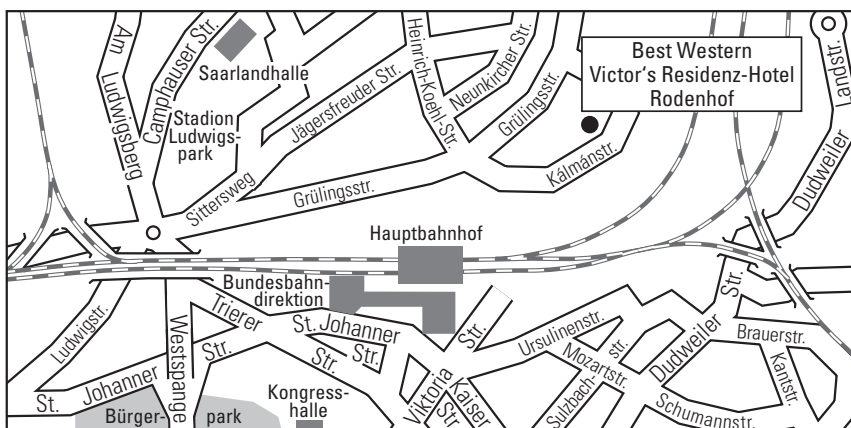 Am
Ludwigsberg
Camphauser Str.
Saarlandhalle
Stadion
Ludwigs-
park
Jägersfreuder Str.
Sittersweg
Grülingsstr.
Heinrich-Koehl-Str.
Neunkircher Str.
Grülingsstr.
Kálmánstr.
Best Western
Victor's Residenz-Hotel
Rodenhof
Landstr.
Dudweiler
Hauptbahnhof
Bundesbahn-
direktion
Ludwigstr.
Westspange
Trierer
Str.
St. Johanner
Str.
St. Johanner
Str.
Bürger-
park
Kongress-
halle
Viktoria
Str.
Kaiser
Str.
Ursulinenstr.
Mozartstr.
Sulzbach-
str.
Dudweiler
Str.
Brauerstr.
Kantstr.
Schumannstr.